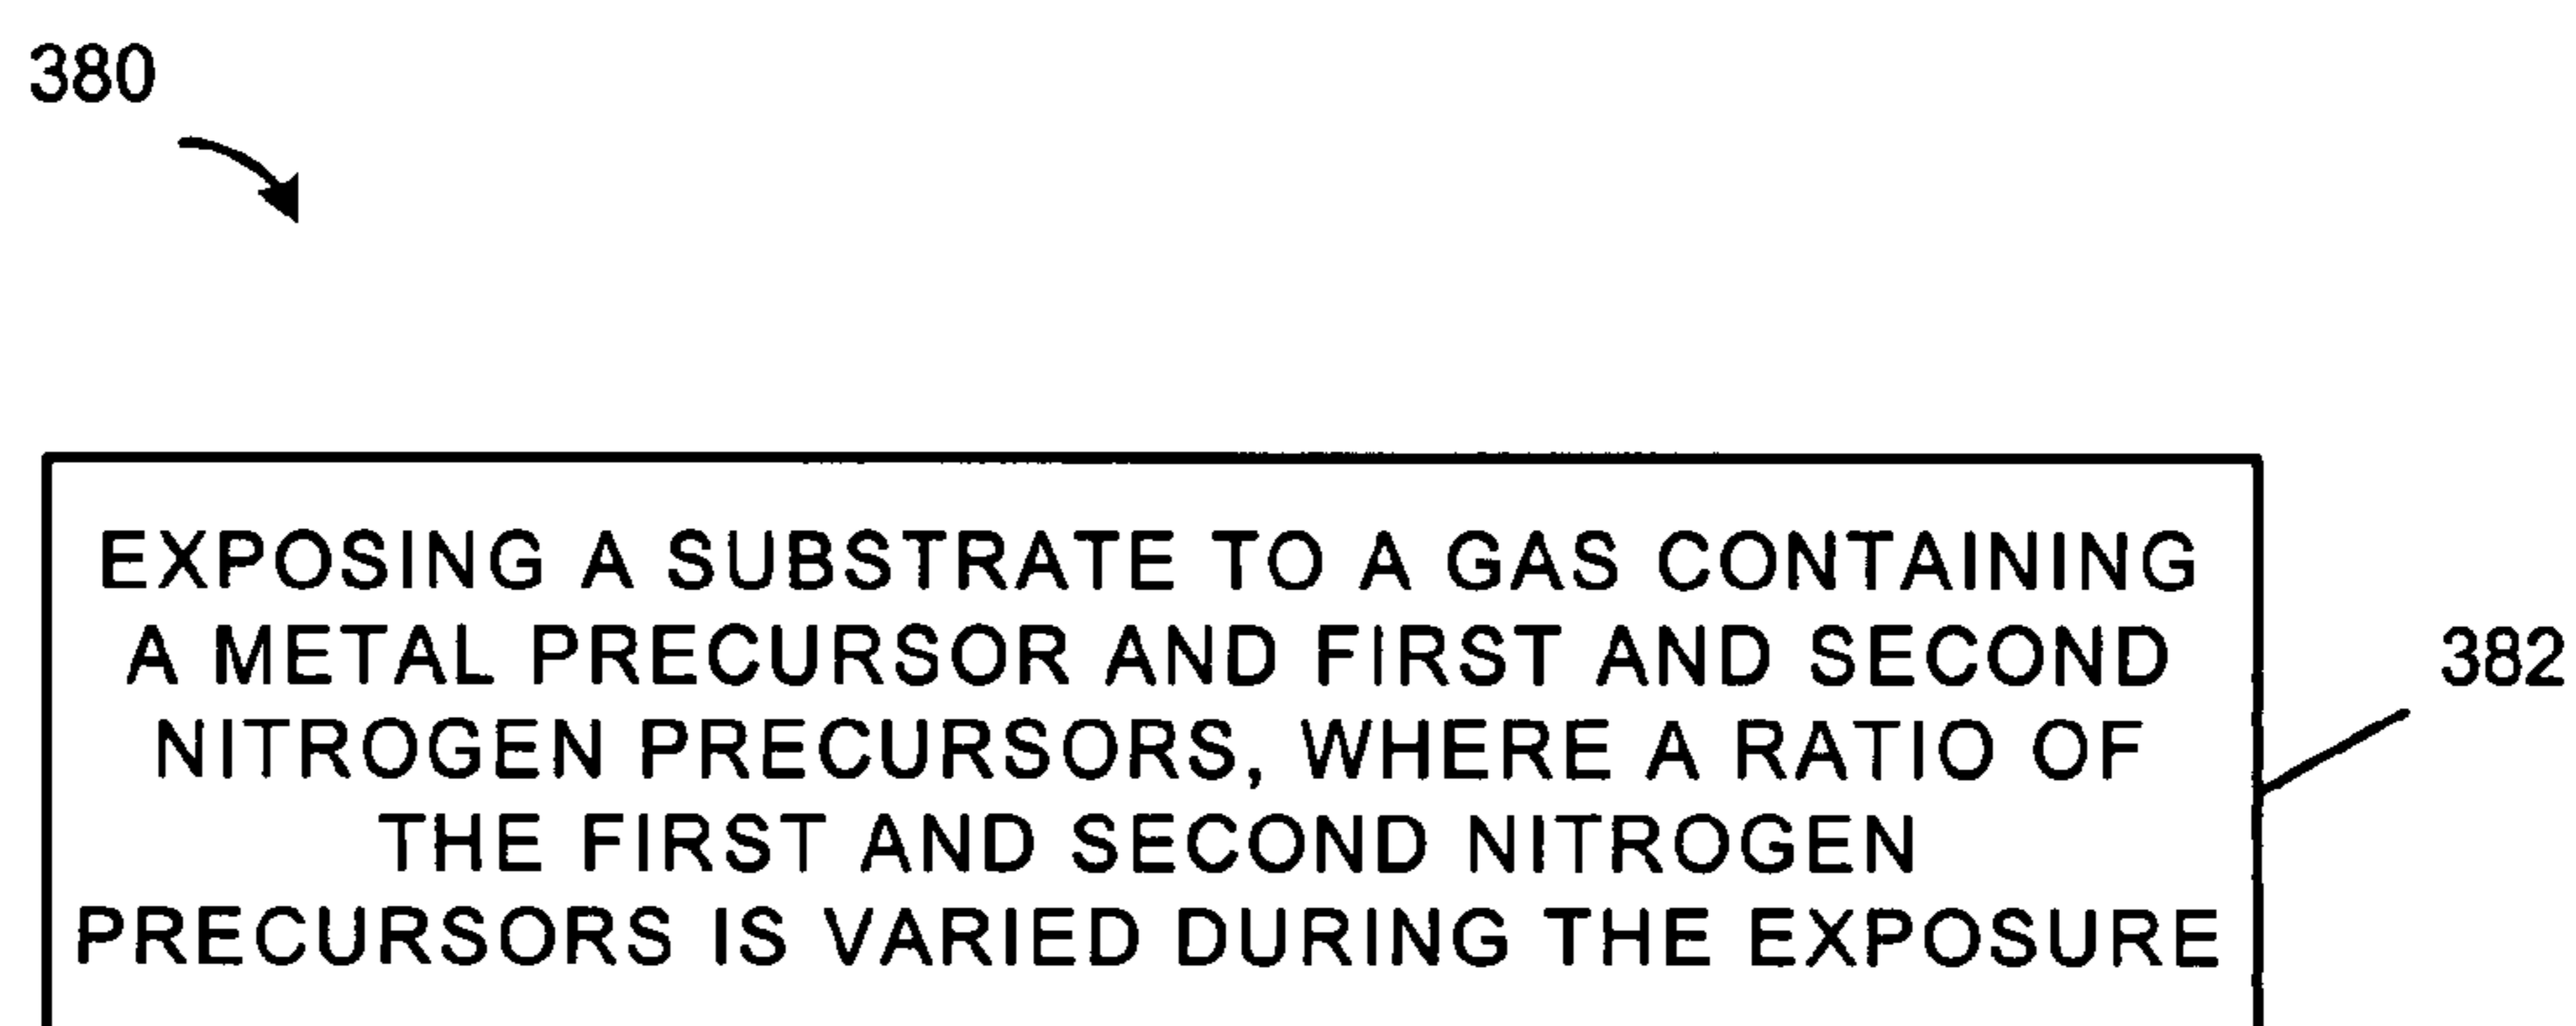 380
EXPOSING A SUBSTRATE TO A GAS CONTAINING
A METAL PRECURSOR AND FIRST AND SECOND
NITROGEN PRECURSORS, WHERE A RATIO OF
THE FIRST AND SECOND NITROGEN
PRECURSORS IS VARIED DURING THE EXPOSURE
382